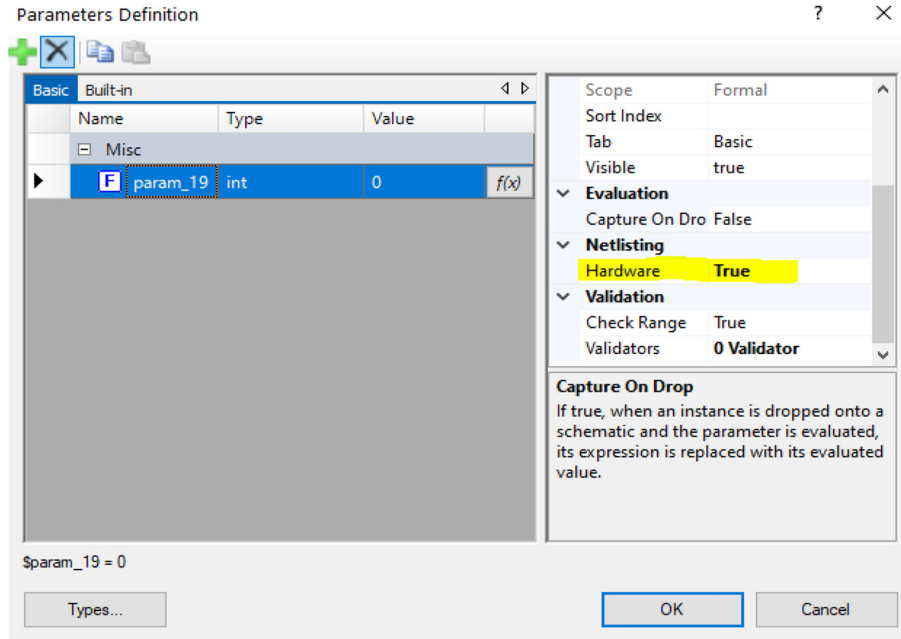 Parameters Definition
?
Basic Built-in
Name Type Value
Misc
F param_19 int 0 f(x)
Scope Formal
Sort Index
Tab Basic
Visible true
Evaluation
Capture On Dro False
Netlisting
Hardware True
Validation
Check Range True
Validators 0 Validator
Capture On Drop
If true, when an instance is dropped onto a
schematic and the parameter is evaluated,
its expression is replaced with its evaluated
value.
$param_19 = 0
Types...
OK
Cancel